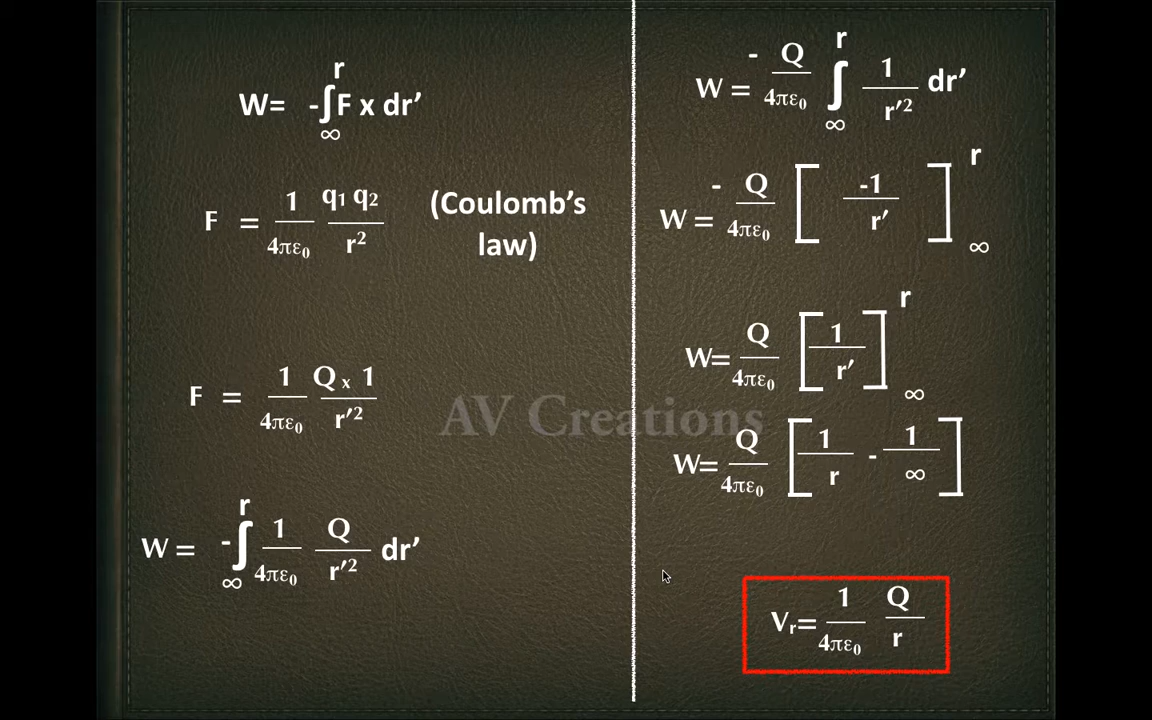 W= -∫F x dr′ (r, ∞)
F = 1/4πε₀ q₁ q₂/r² (Coulomb's
law)
F = 1/4πε₀ Q x 1/r′²
W = -∫ 1/4πε₀ Q/r′² dr′ (r, ∞)
W = - Q/4πε₀ ∫ 1/r′² dr′ (r, ∞)
W = - Q/4πε₀ [ -1/r′ ] (r, ∞)
W= Q/4πε₀ [ 1/r′ ] (r, ∞)
W= Q/4πε₀ [ 1/r - 1/∞ ]
Vᵣ= 1/4πε₀ Q/r
AV Creations